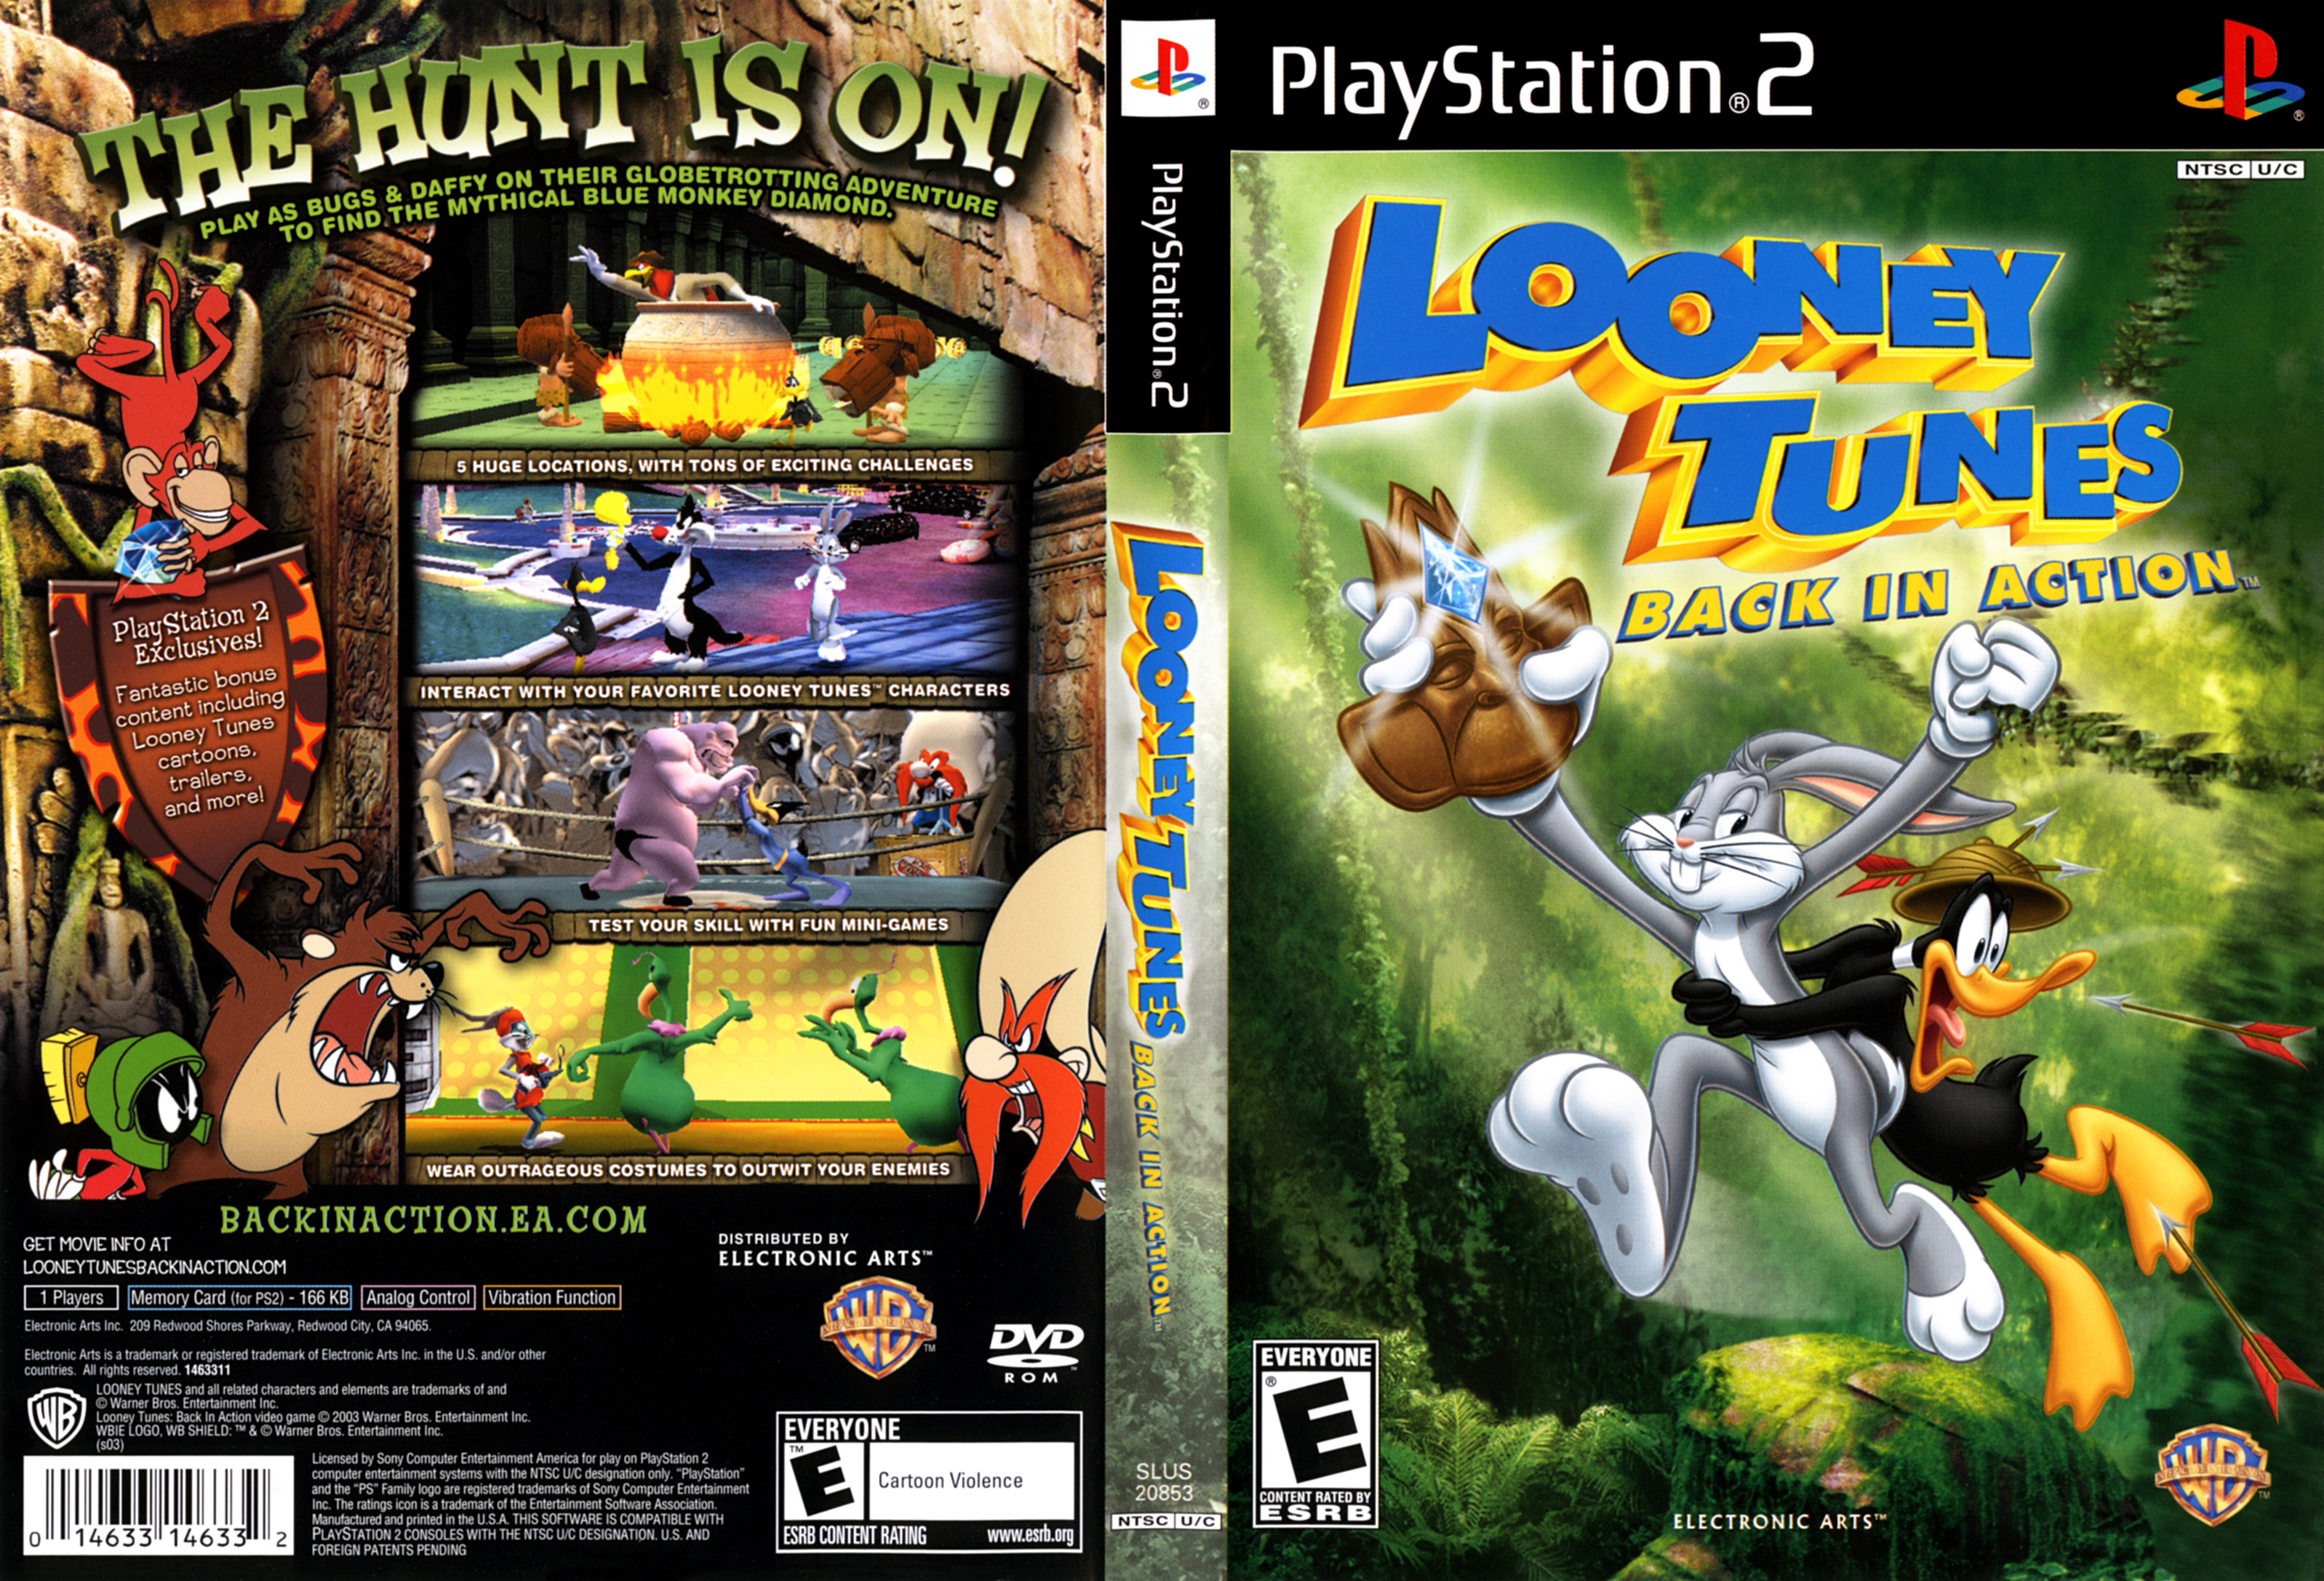 THE HUNT IS ON!
PLAY AS BUGS & DAFFY ON THEIR GLOBETROTTING ADVENTURE
TO FIND THE MYTHICAL BLUE MONKEY DIAMOND.
5 HUGE LOCATIONS, WITH TONS OF EXCITING CHALLENGES
PlayStation 2
Exclusives!
Fantastic bonus
content including
Looney Tunes
cartoons,
trailers,
and more!
INTERACT WITH YOUR FAVORITE LOONEY TUNES™ CHARACTERS
TEST YOUR SKILL WITH FUN MINI-GAMES
WEAR OUTRAGEOUS COSTUMES TO OUTWIT YOUR ENEMIES
BACKINACTION.EA.COM
GET MOVIE INFO AT
LOONEYTUNESBACKINACTION.COM
DISTRIBUTED BY
ELECTRONIC ARTS™
1 Players
Memory Card (for PS2) - 166 KB
Analog Control
Vibration Function
Electronic Arts Inc. 209 Redwood Shores Parkway, Redwood City, CA 94065.
Electronic Arts is a trademark or registered trademark of Electronic Arts Inc. in the U.S. and/or other
countries. All rights reserved. 1463311
WB
LOONEY TUNES and all related characters and elements are trademarks of and
© Warner Bros. Entertainment Inc.
Looney Tunes: Back In Action video game © 2003 Warner Bros. Entertainment Inc.
WBIE LOGO, WB SHIELD: ™ & © Warner Bros. Entertainment Inc.
(s03)
WB
™
DVD
ROM
0 14633 14633 2
Licensed by Sony Computer Entertainment America for play on PlayStation 2
computer entertainment systems with the NTSC U/C designation only. "PlayStation"
and the "PS" Family logo are registered trademarks of Sony Computer Entertainment
Inc. The ratings icon is a trademark of the Entertainment Software Association.
Manufactured and printed in the U.S.A. THIS SOFTWARE IS COMPATIBLE WITH
PLAYSTATION 2 CONSOLES WITH THE NTSC U/C DESIGNATION. U.S. AND
FOREIGN PATENTS PENDING
EVERYONE
™
E
Cartoon Violence
ESRB CONTENT RATING www.esrb.org
PlayStation®2
LOONEY TUNES BACK IN ACTION™
SLUS
20853
NTSC U/C
PlayStation®2
NTSC U/C
LOONEY
TUNES
BACK IN ACTION™
EVERYONE
®
E
CONTENT RATED BY
ESRB
ELECTRONIC ARTS™
WB
™